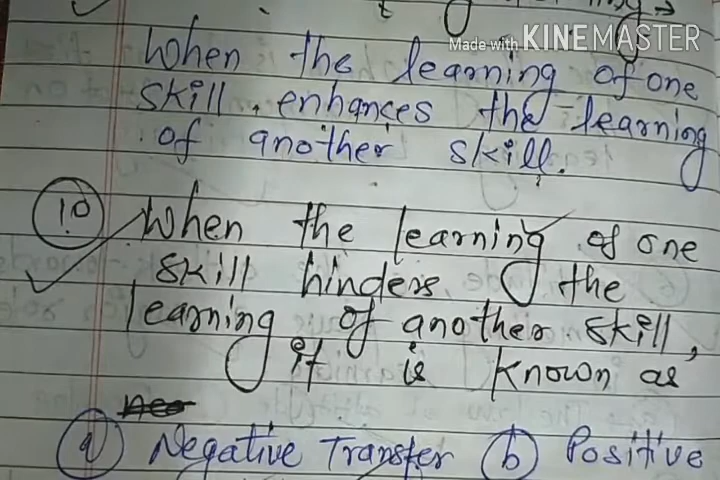 Made with KINEMASTER
When the learning of one
skill, enhances the learning
of another skill.
10 When the learning of one
skill hinders the
learning of another skill,
it is known as
a) Negative Transfer b) Positive